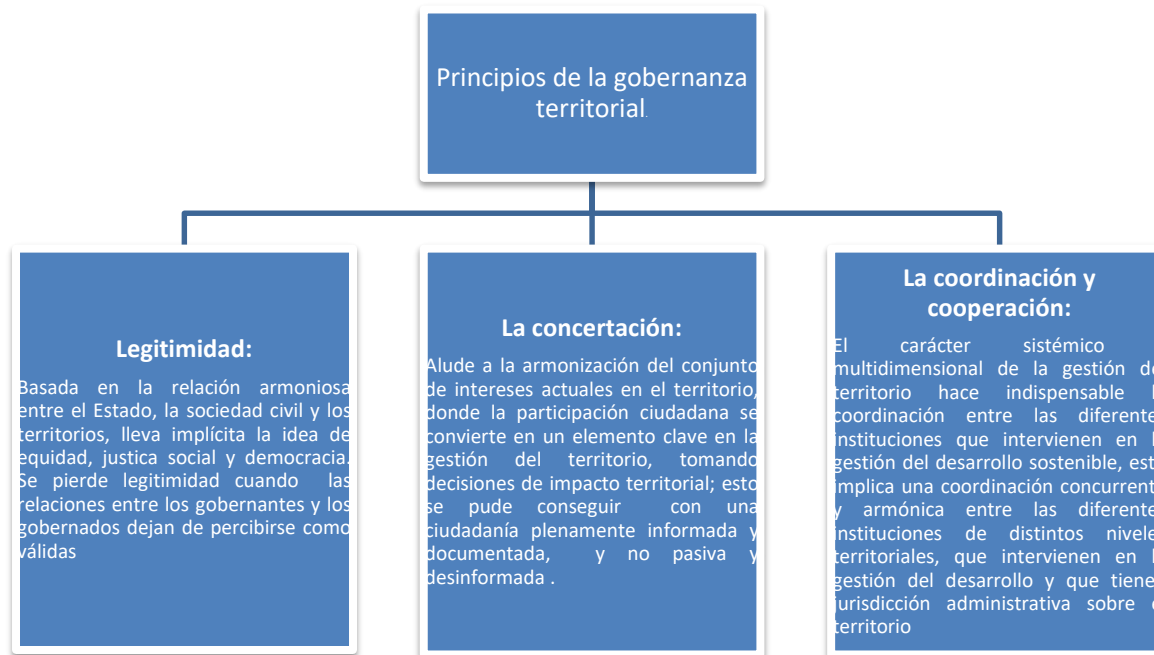 Principios de la gobernanza
territorial.
Legitimidad:
Basada en la relación armoniosa
entre el Estado, la sociedad civil y los
territorios, lleva implícita la idea de
equidad, justica social y democracia.
Se pierde legitimidad cuando las
relaciones entre los gobernantes y los
gobernados dejan de percibirse como
válidas
La concertación:
Alude a la armonización del conjunto
de intereses actuales en el territorio,
donde la participación ciudadana se
convierte en un elemento clave en la
gestión del territorio, tomando
decisiones de impacto territorial; esto
se pude conseguir con una
ciudadanía plenamente informada y
documentada, y no pasiva y
desinformada .
La coordinación y
cooperación:
El carácter sistémico
multidimensional de la gestión de
territorio hace indispensable l
coordinación entre las diferente
instituciones que intervienen en l
gestión del desarrollo sostenible, est
implica una coordinación concurrent
y armónica entre las diferente
instituciones de distintos nivele
territoriales, que intervienen en l
gestión del desarrollo y que tiene
jurisdicción administrativa sobre e
territorio